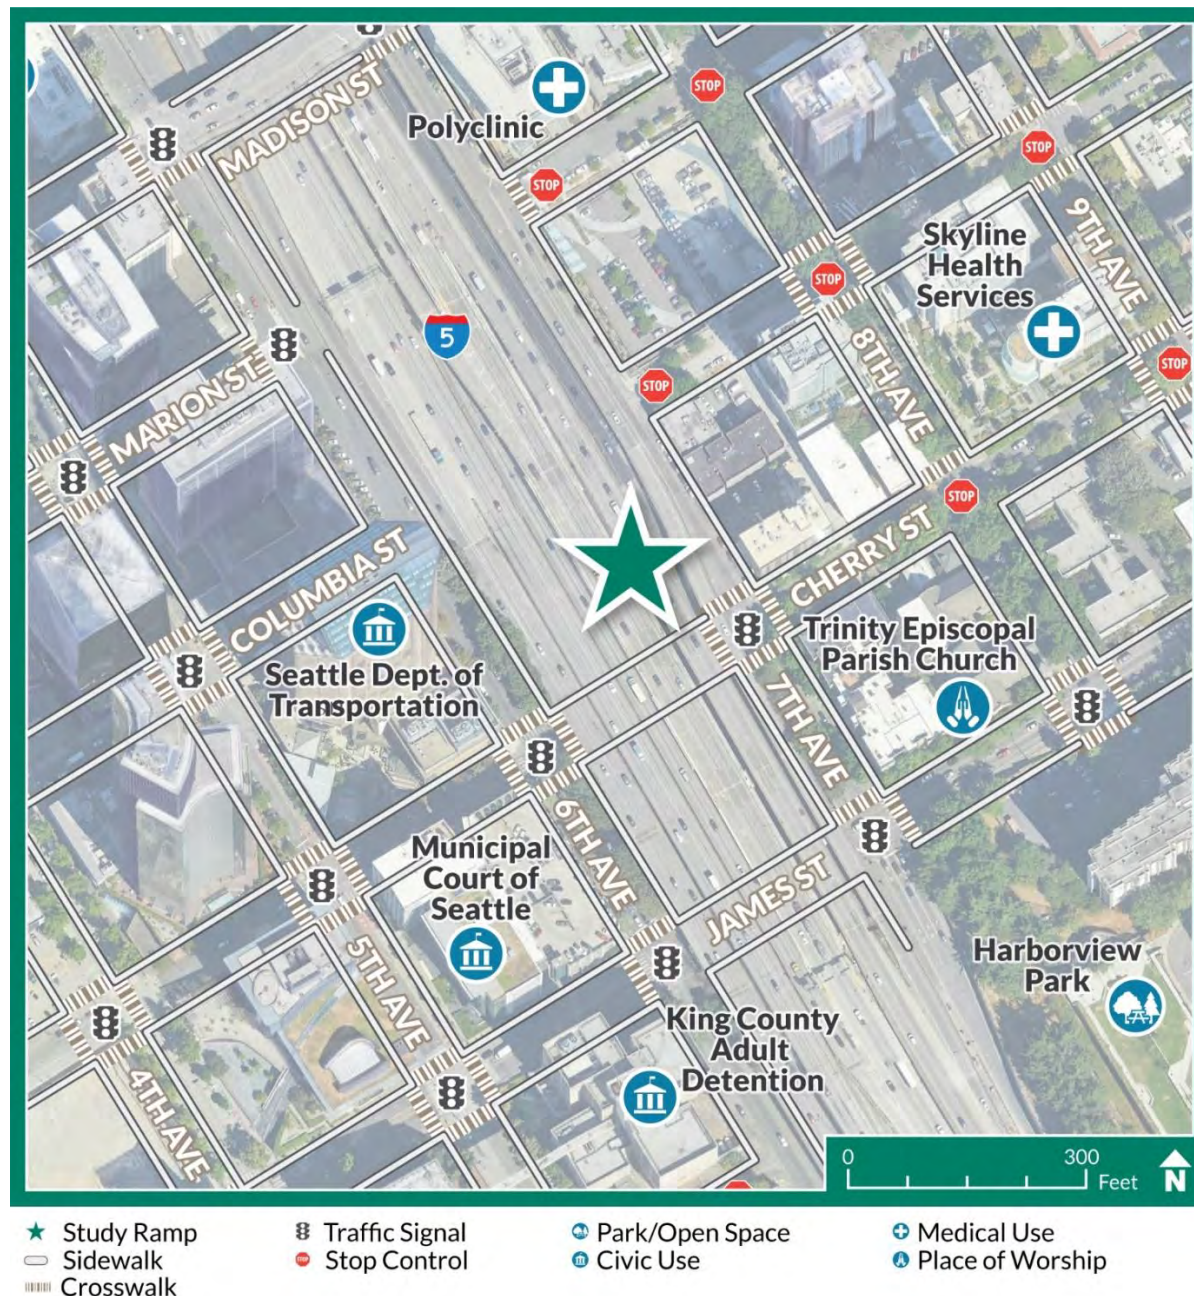 MADISON ST
Polyclinic
STOP
STOP
STOP
9TH AVE
Skyline
Health
Services
STOP
5
8TH AVE
STOP
STOP
MARION ST
STOP
COLUMBIA ST
CHERRY ST
Seattle Dept. of
Transportation
Trinity Episcopal
Parish Church
7TH AVE
6TH AVE
Municipal
Court of
Seattle
JAMES ST
5TH AVE
Harborview
Park
King County
Adult
Detention
4TH AVE
0 300
Feet N
Study Ramp
Sidewalk
Crosswalk
Traffic Signal
STOP Stop Control
Park/Open Space
Civic Use
Medical Use
Place of Worship